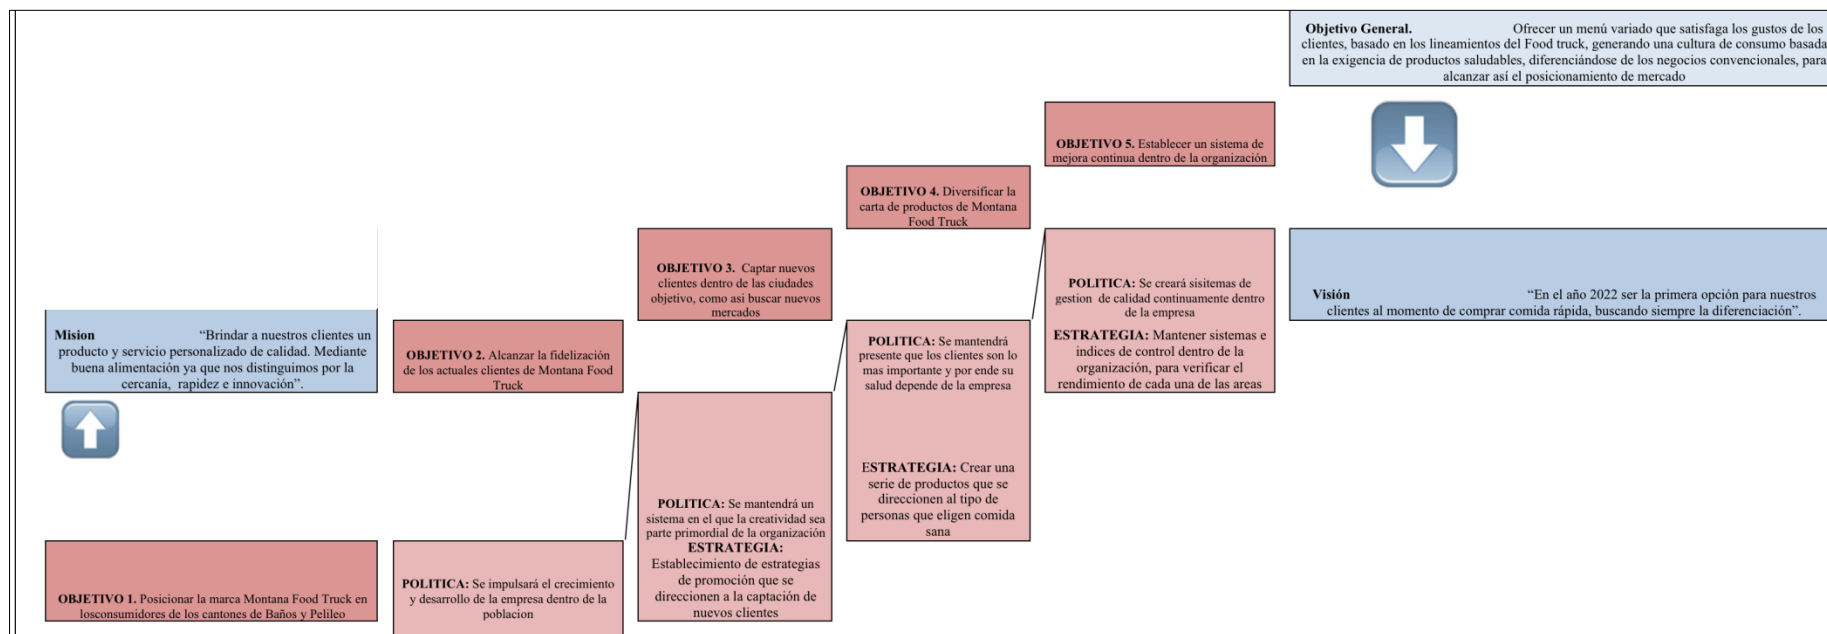 Objetivo General. Ofrecer un menú variado que satisfaga los gustos de los
clientes, basado en los lineamientos del Food truck, generando una cultura de consumo basada
en la exigencia de productos saludables, diferenciándose de los negocios convencionales, para
alcanzar así el posicionamiento de mercado
OBJETIVO 5. Establecer un sistema de
mejora continua dentro de la organización
OBJETIVO 4. Diversificar la
carta de productos de Montana
Food Truck
OBJETIVO 3. Captar nuevos
clientes dentro de las ciudades
objetivo, como asi buscar nuevos
mercados
POLITICA: Se creará sisitemas de
gestion de calidad continuamente dentro
de la empresa
ESTRATEGIA: Mantener sistemas e
indices de control dentro de la
organización, para verificar el
rendimiento de cada una de las areas
Visión “En el año 2022 ser la primera opción para nuestros
clientes al momento de comprar comida rápida, buscando siempre la diferenciación”.
Mision “Brindar a nuestros clientes un
producto y servicio personalizado de calidad. Mediante
buena alimentación ya que nos distinguimos por la
cercanía, rapidez e innovación”.
OBJETIVO 2. Alcanzar la fidelización
de los actuales clientes de Montana Food
Truck
POLITICA: Se mantendrá
presente que los clientes son lo
mas importante y por ende su
salud depende de la empresa
ESTRATEGIA: Crear una
serie de productos que se
direccionen al tipo de
personas que eligen comida
sana
POLITICA: Se mantendrá un
sistema en el que la creatividad sea
parte primordial de la organización
ESTRATEGIA:
Establecimiento de estrategias
de promoción que se
direccionen a la captación de
nuevos clientes
OBJETIVO 1. Posicionar la marca Montana Food Truck en
losconsumidores de los cantones de Baños y Pelileo
POLITICA: Se impulsará el crecimiento
y desarrollo de la empresa dentro de la
poblacion